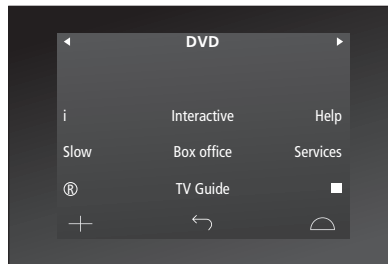 DVD
i Interactive Help
Slow Box office Services
® TV Guide